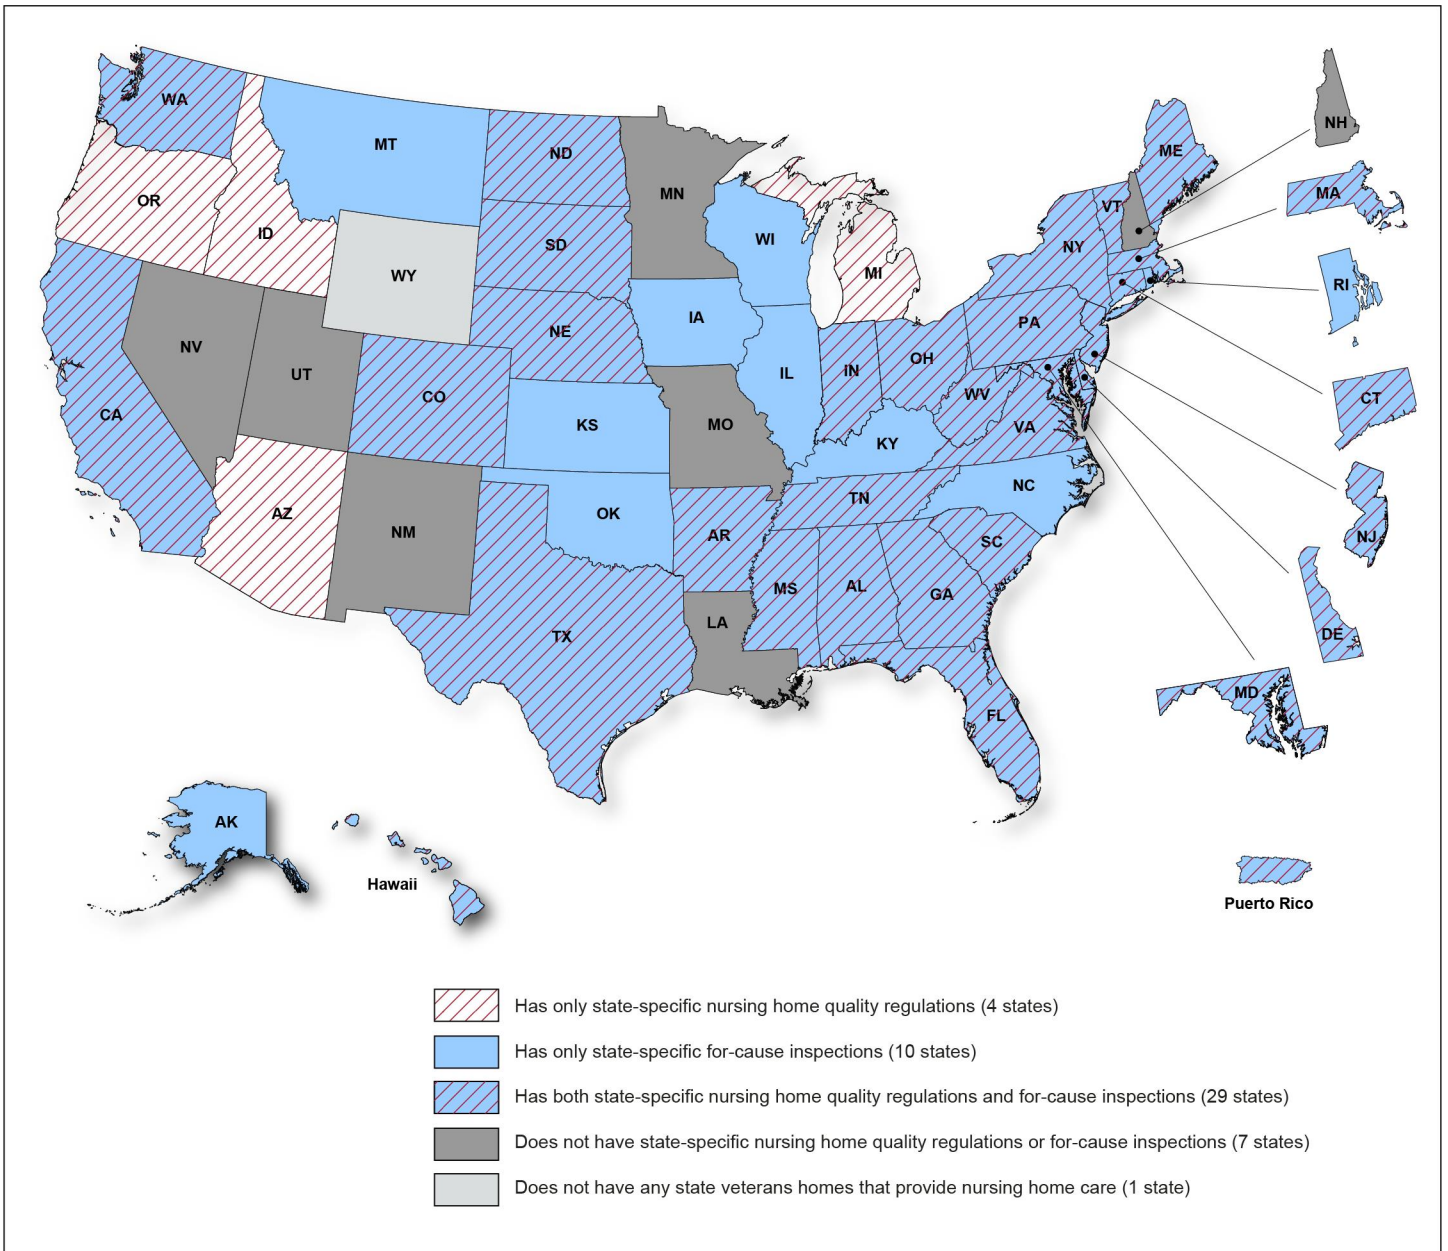 WA
MT
ND
MN
NH
ME
OR
ID
VT
MA
SD
WI
NY
MI
WY
RI
NV
UT
NE
IA
PA
CO
IL
IN
OH
CT
CA
KS
MO
WV
VA
KY
NC
TN
AZ
NM
OK
AR
SC
NJ
MS
AL
GA
TX
LA
DE
FL
MD
AK
Hawaii
Puerto Rico
Has only state-specific nursing home quality regulations (4 states)
Has only state-specific for-cause inspections (10 states)
Has both state-specific nursing home quality regulations and for-cause inspections (29 states)
Does not have state-specific nursing home quality regulations or for-cause inspections (7 states)
Does not have any state veterans homes that provide nursing home care (1 state)